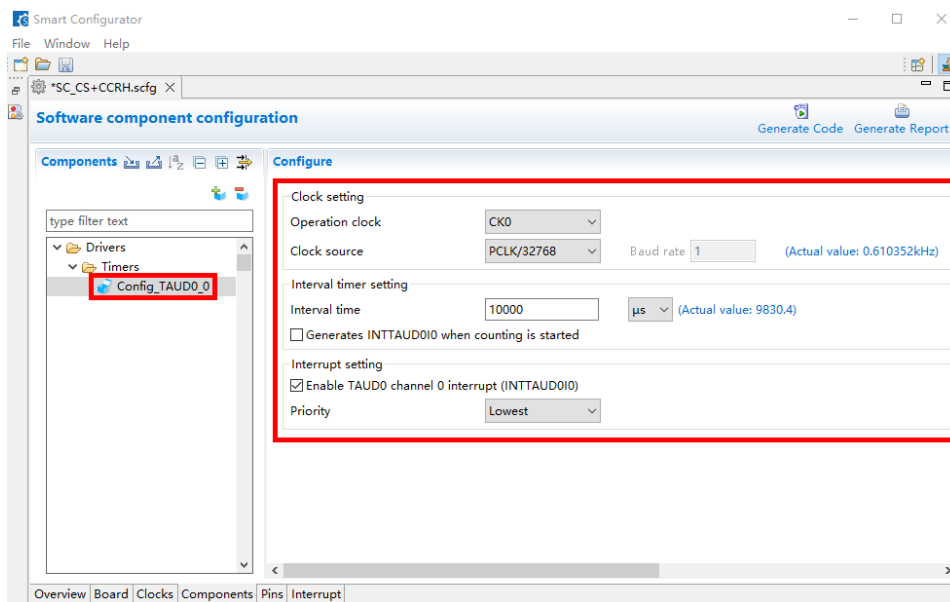 Smart Configurator
File Window Help
*SC_CS+CCRH.scfg
Software component configuration
Generate Code Generate Report
Components
Configure
type filter text
Drivers
Timers
Config_TAUD0_0
Clock setting
Operation clock CK0
Clock source PCLK/32768 Baud rate 1 (Actual value: 0.610352kHz)
Interval timer setting
Interval time 10000 µs (Actual value: 9830.4)
Generates INTTAUD0I0 when counting is started
Interrupt setting
Enable TAUD0 channel 0 interrupt (INTTAUD0I0)
Priority Lowest
Overview Board Clocks Components Pins Interrupt